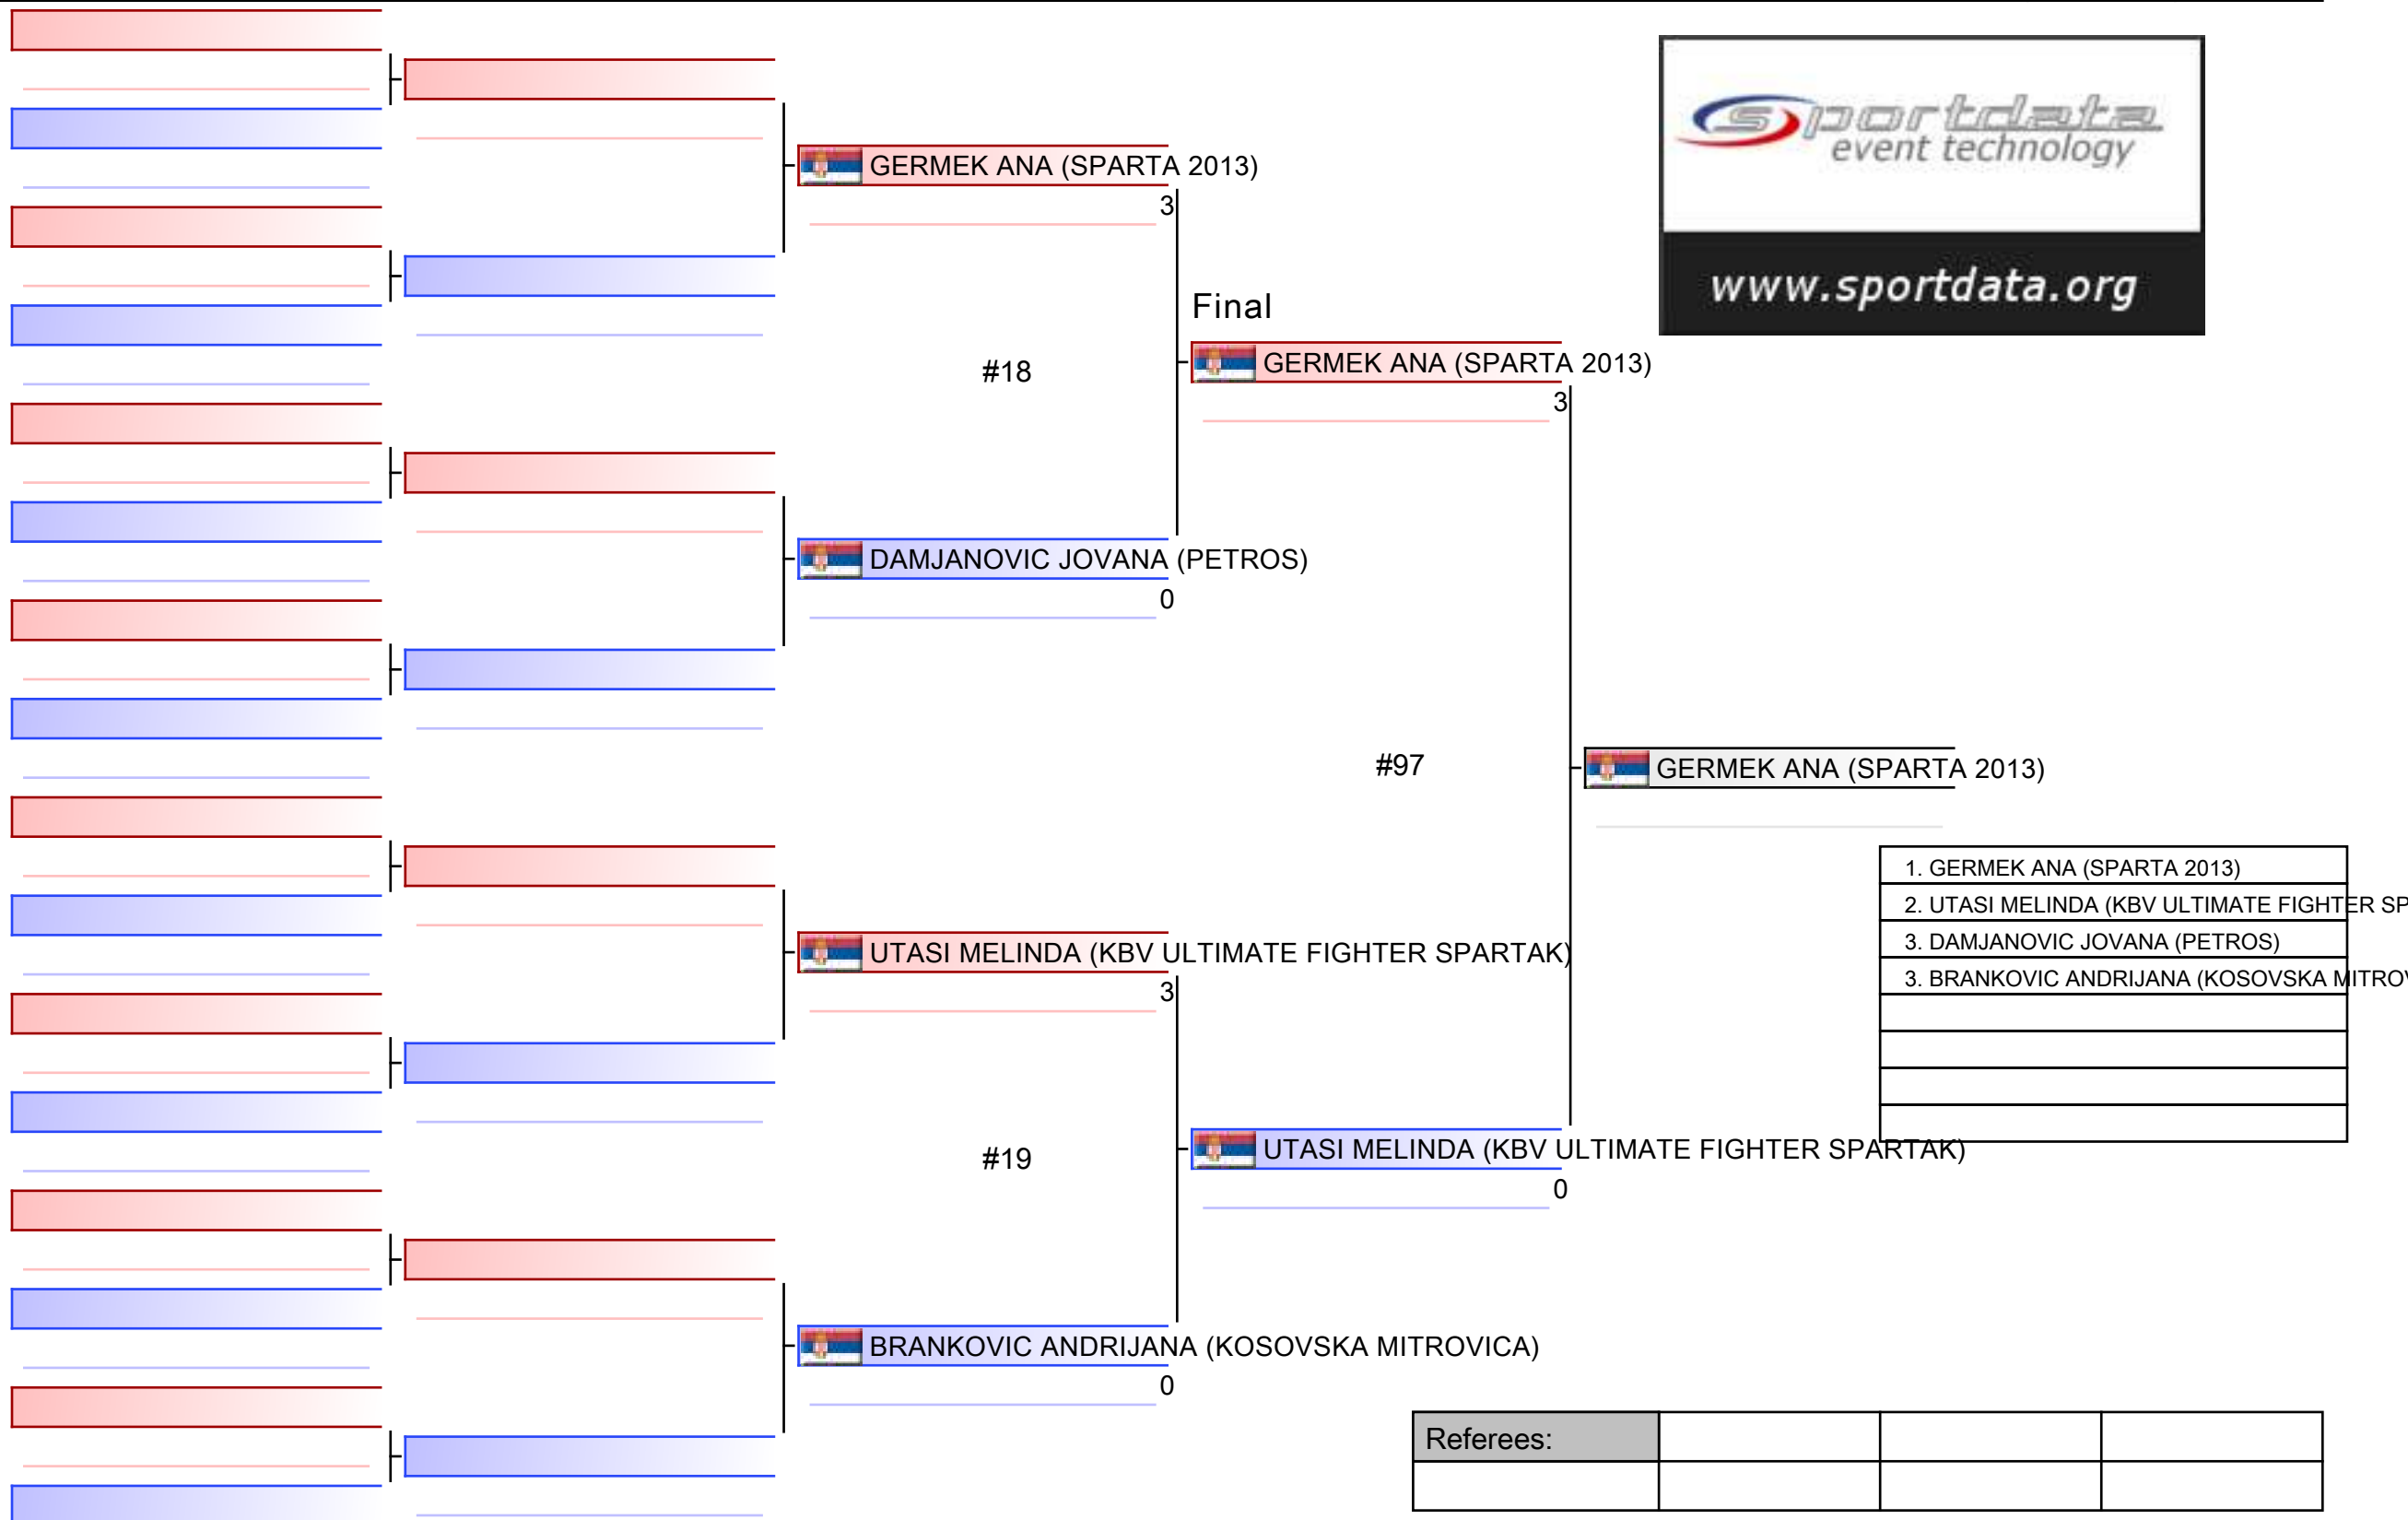 sportdata
event technology
www.sportdata.org
GERMEK ANA (SPARTA 2013)
3
#18
DAMJANOVIC JOVANA (PETROS)
0
Final
GERMEK ANA (SPARTA 2013)
3
#97
GERMEK ANA (SPARTA 2013)
UTASI MELINDA (KBV ULTIMATE FIGHTER SPARTAK)
3
#19
BRANKOVIC ANDRIJANA (KOSOVSKA MITROVICA)
0
UTASI MELINDA (KBV ULTIMATE FIGHTER SPARTAK)
0
1. GERMEK ANA (SPARTA 2013)
2. UTASI MELINDA (KBV ULTIMATE FIGHTER SP
3. DAMJANOVIC JOVANA (PETROS)
3. BRANKOVIC ANDRIJANA (KOSOVSKA MITROV
Referees: